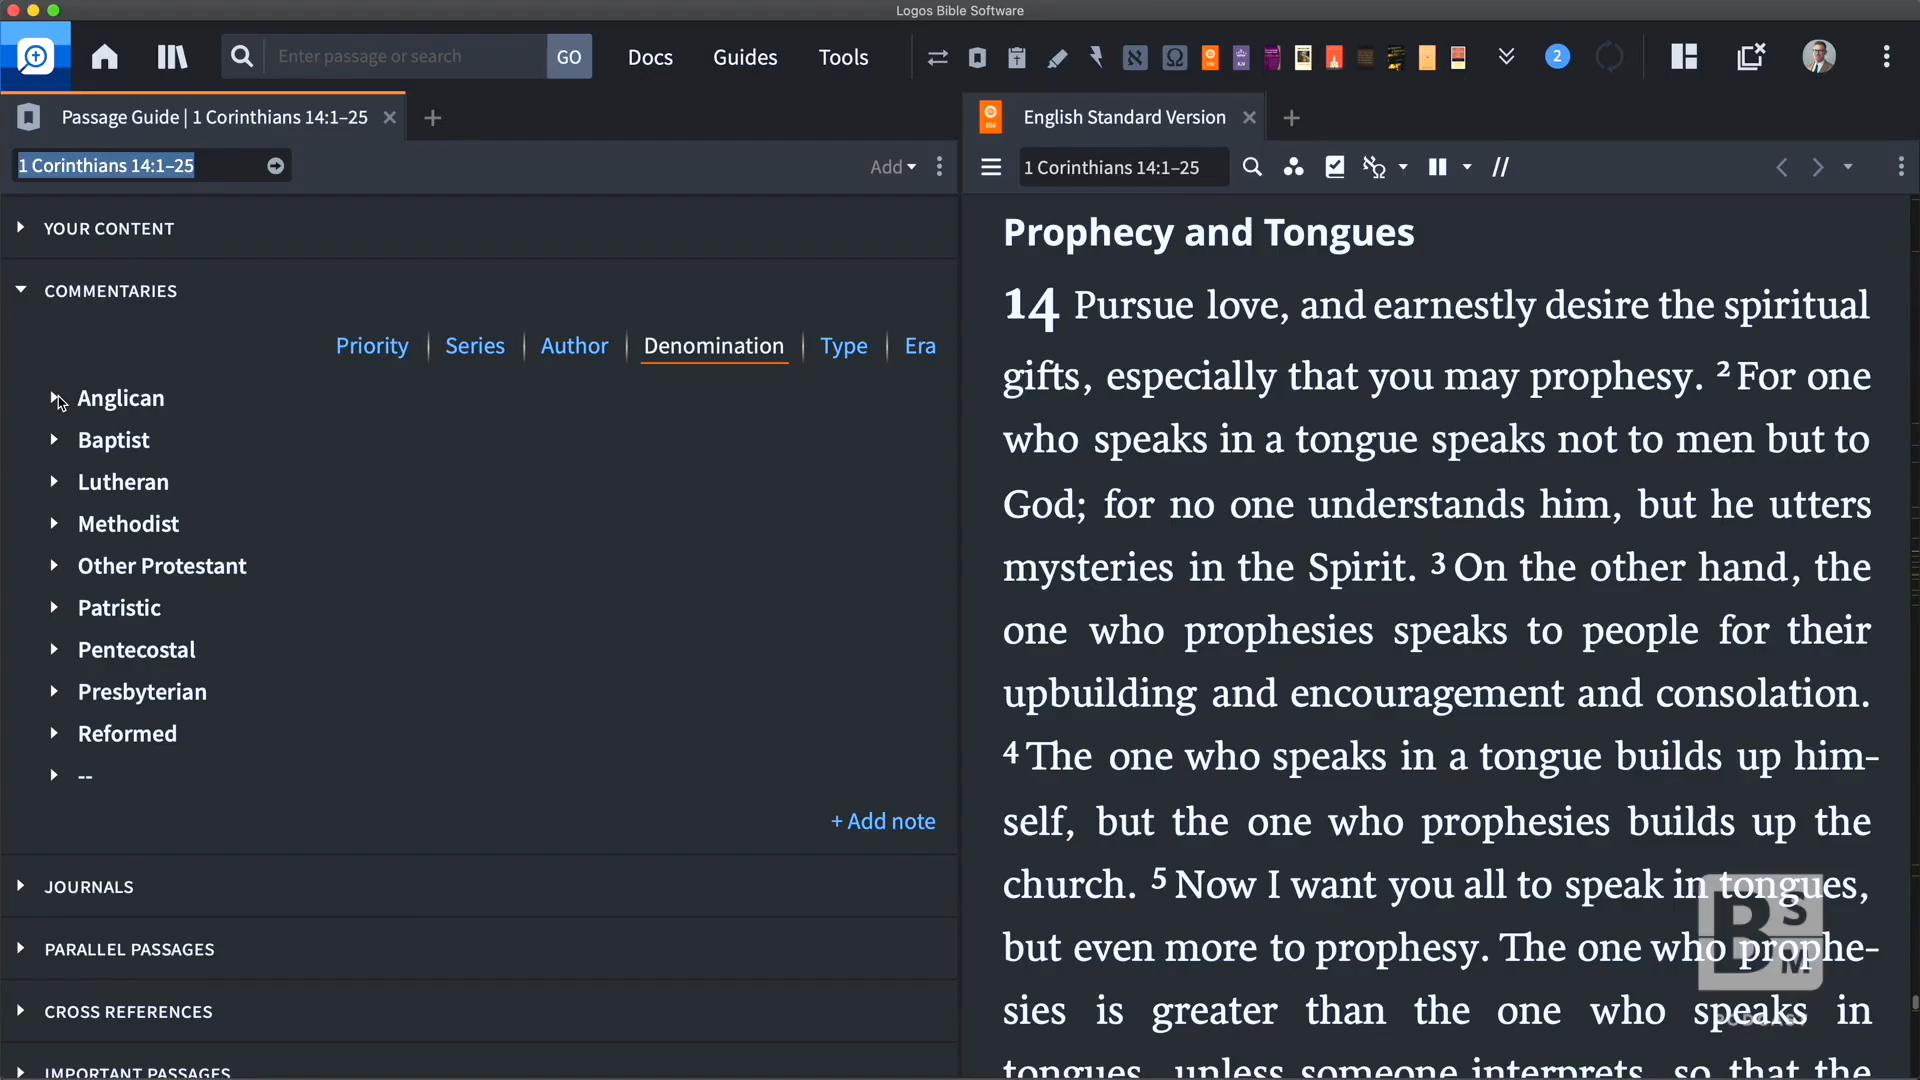 Logos Bible Software
Enter passage or search
GO
Docs
Guides
Tools
2
Passage Guide | 1 Corinthians 14:1–25
English Standard Version
1 Corinthians 14:1–25
Add
1 Corinthians 14:1–25
YOUR CONTENT
COMMENTARIES
Priority
Series
Author
Denomination
Type
Era
Anglican
Baptist
Lutheran
Methodist
Other Protestant
Patristic
Pentecostal
Presbyterian
Reformed
--
+ Add note
JOURNALS
PARALLEL PASSAGES
CROSS REFERENCES
IMPORTANT PASSAGES
Prophecy and Tongues
14 Pursue love, and earnestly desire the spiritual
gifts, especially that you may prophesy. 2 For one
who speaks in a tongue speaks not to men but to
God; for no one understands him, but he utters
mysteries in the Spirit. 3 On the other hand, the
one who prophesies speaks to people for their
upbuilding and encouragement and consolation.
4 The one who speaks in a tongue builds up him-
self, but the one who prophesies builds up the
church. 5 Now I want you all to speak in tongues,
but even more to prophesy. The one who prophe-
sies is greater than the one who speaks in
tongues, unless someone interprets, so that the
B S M.
PODCAST